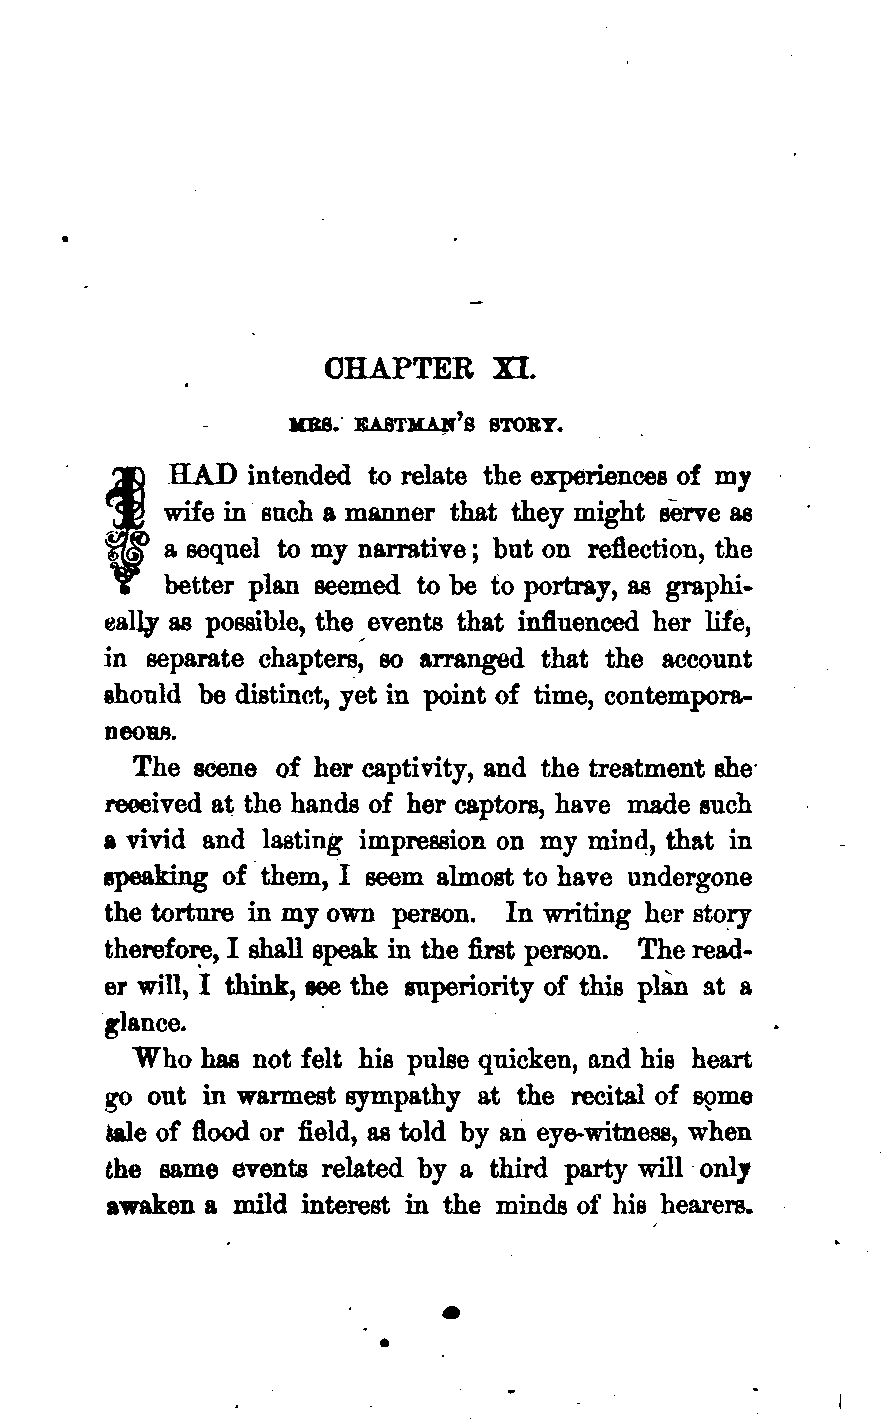 CHAPTER XI.
MRS. EASTMAN'S STORY.
I HAD intended to relate the experiences of my
wife in such a manner that they might serve as
a sequel to my narrative; but on reflection, the
better plan seemed to be to portray, as graphi-
cally as possible, the events that influenced her life,
in separate chapters, so arranged that the account
should be distinct, yet in point of time, contempora-
neous.
The scene of her captivity, and the treatment she
received at the hands of her captors, have made such
a vivid and lasting impression on my mind, that in
speaking of them, I seem almost to have undergone
the torture in my own person. In writing her story
therefore, I shall speak in the first person. The read-
er will, I think, see the superiority of this plan at a
glance.
Who has not felt his pulse quicken, and his heart
go out in warmest sympathy at the recital of some
tale of flood or field, as told by an eye-witness, when
the same events related by a third party will only
awaken a mild interest in the minds of his hearers.